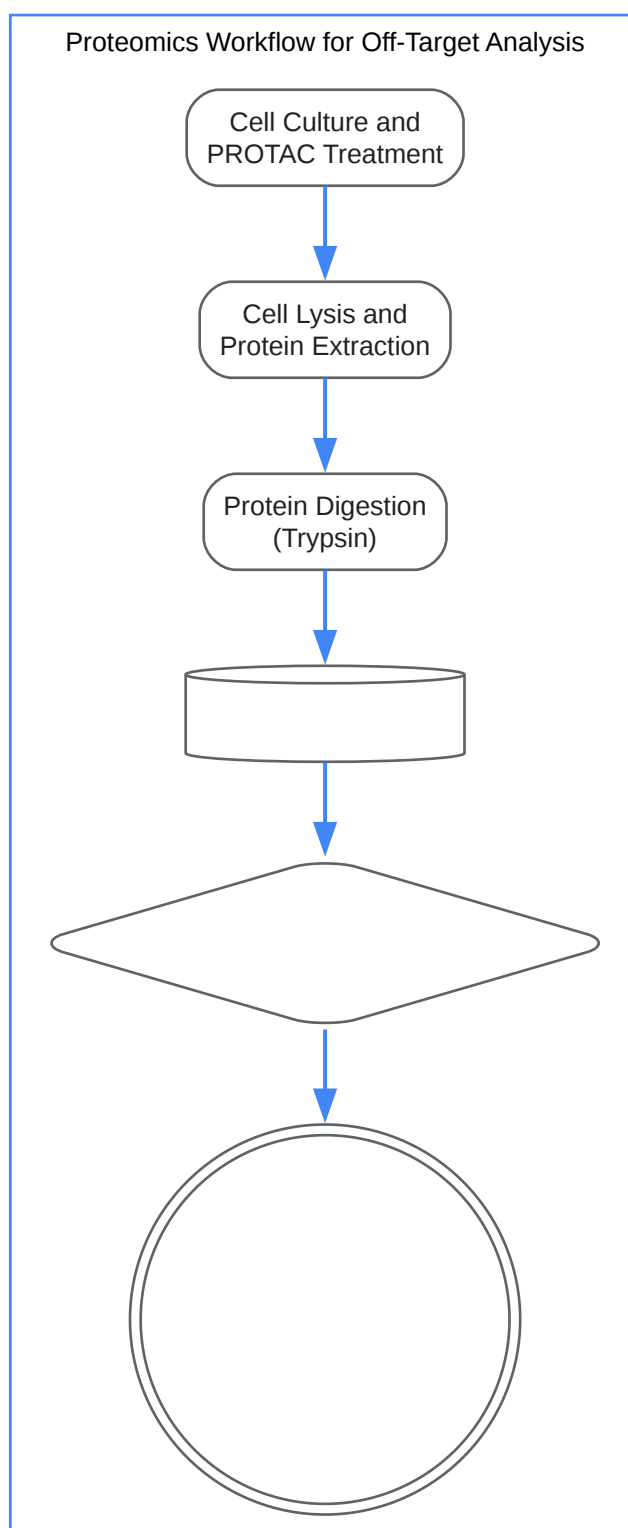 Proteomics Workflow for Off-Target Analysis
Cell Culture and
PROTAC Treatment
Cell Lysis and
Protein Extraction
Protein Digestion
(Trypsin)